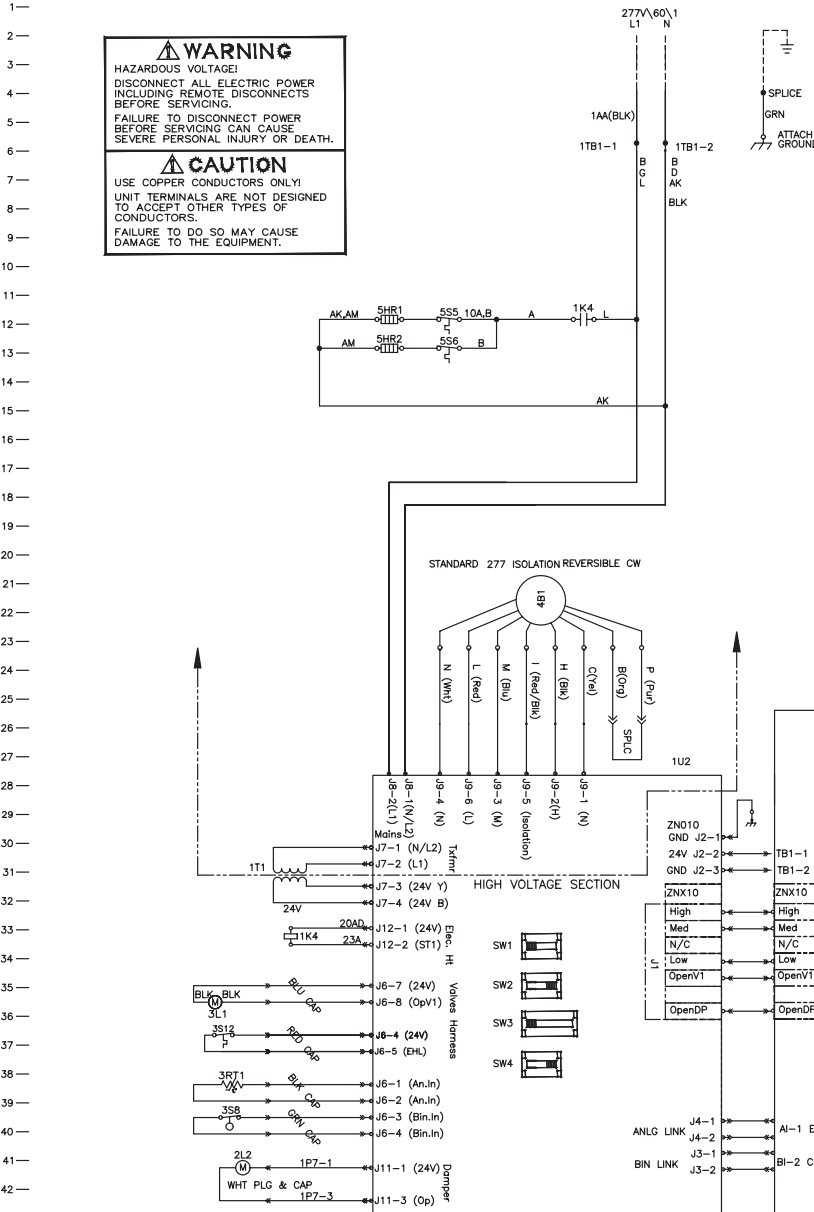 1
2
3
4
5
6
7
8
9
10
11
12
13
14
15
16
17
18
19
20
21
22
23
24
25
26
27
28
29
30
31
32
33
34
35
36
37
38
39
40
41
42
WARNING
HAZARDOUS VOLTAGE!
DISCONNECT ALL ELECTRIC POWER
INCLUDING REMOTE DISCONNECTS
BEFORE SERVICING.
FAILURE TO DISCONNECT POWER
BEFORE SERVICING CAN CAUSE
SEVERE PERSONAL INJURY OR DEATH.
CAUTION
USE COPPER CONDUCTORS ONLY!
UNIT TERMINALS ARE NOT DESIGNED
TO ACCEPT OTHER TYPES OF
CONDUCTORS.
FAILURE TO DO SO MAY CAUSE
DAMAGE TO THE EQUIPMENT.
277V\60\1
L1 N
SPLICE
GRN
ATTACH
GROUND
1AA(BLK)
1TB1-1 1TB1-2
B
G
L
B
D
AK
BLK
AK,AM 5HR1 5S5 10A,B A 1K4 L
AM 5HR2 5S6 B
AK
STANDARD 277 ISOLATION REVERSIBLE CW
4B1
N (Wht)
L (Red)
M (Blu)
I (Red/Blk)
H (Blk)
C(Yel)
B(Org)
P (Pur)
SPLC
1U2
J8-2(L1)
J8-1(N/L2)
Mains
J9-4 (N)
J9-6 (L)
J9-3 (M)
J9-5 (Isolation)
J9-2(H)
J9-1 (N)
1T1
24V
J7-1 (N/L2)
J7-2 (L1)
Txfmr
J7-3 (24V Y)
J7-4 (24V B)
HIGH VOLTAGE SECTION
1K4
20AD J12-1 (24V)
23A J12-2 (ST1)
Elec. Ht
BLK BLK
3L1
BLU CAP
J6-7 (24V)
J6-8 (OpV1)
Valves Harness
3S12
RED CAP
J6-4 (24V)
J6-5 (EHL)
3RT1
BLK CAP
J6-1 (An.In)
J6-2 (An.In)
3S8
GRN CAP
J6-3 (Bin.In)
J6-4 (Bin.In)
2L2
1P7-1 J11-1 (24V)
WHT PLG & CAP
1P7-3 J11-3 (Op)
Damper
SW1
SW2
SW3
SW4
ZN010
GND J2-1
24V J2-2 TB1-1
GND J2-3 TB1-2
ZNX10 ZNX10
High High
Med Med
N/C N/C
Low Low
OpenV1 OpenV1
OpenDP OpenDP
J1
ANLG LINK J4-1
J4-2
AI-1 E
BIN LINK J3-1
J3-2
BI-2 C